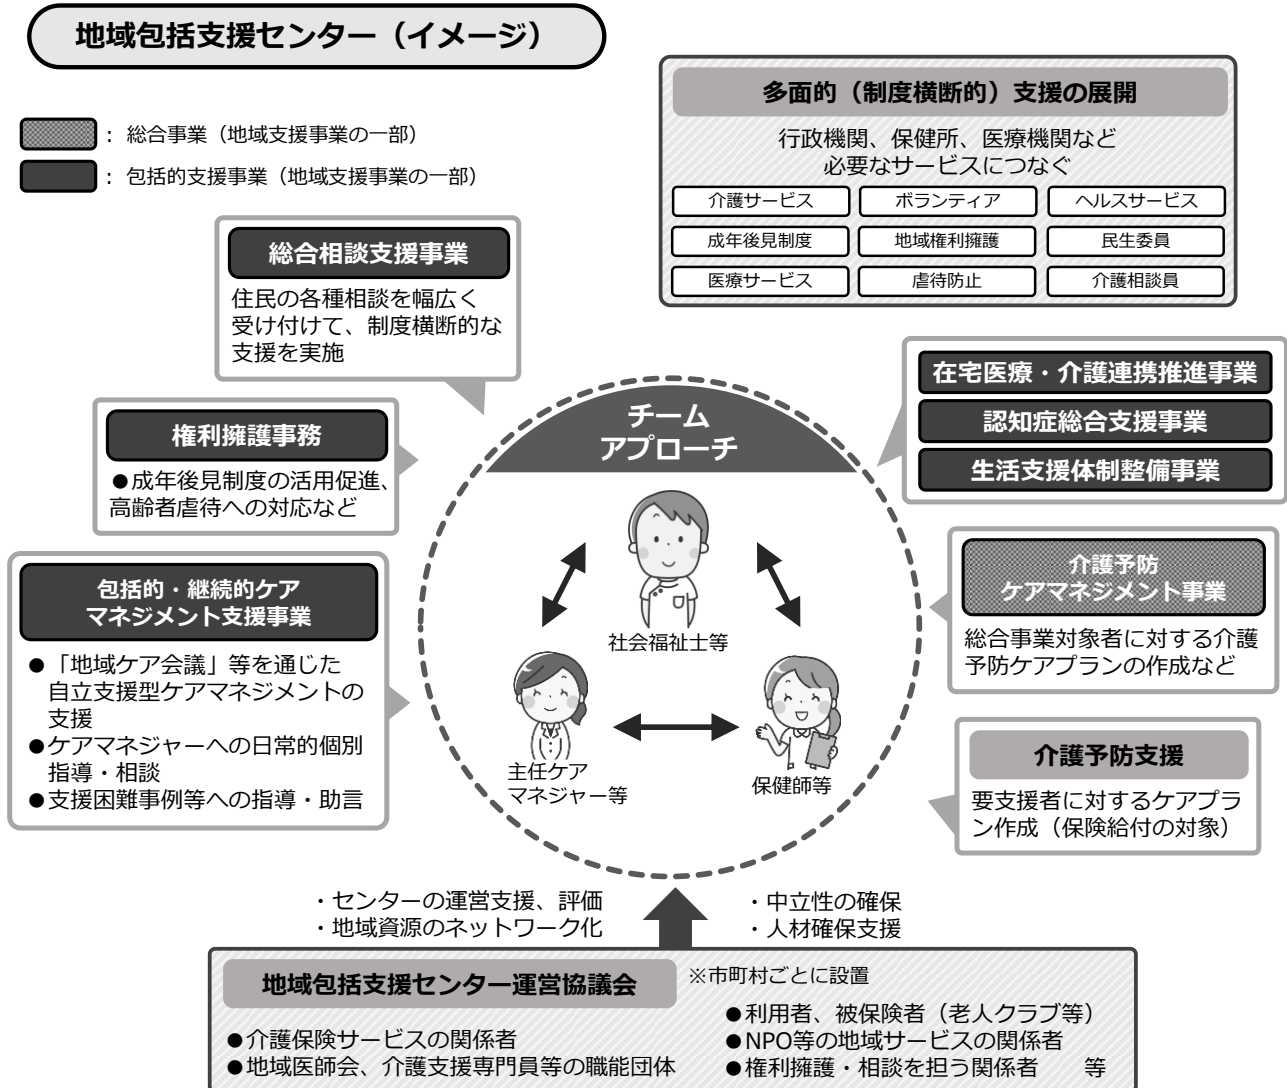 地域包括支援センター（イメージ）
：総合事業（地域支援事業の一部）
：包括的支援事業（地域支援事業の一部）
多面的（制度横断的）支援の展開
行政機関、保健所、医療機関など
必要なサービスにつなぐ
介護サービス
ボランティア
ヘルスサービス
成年後見制度
地域権利擁護
民生委員
医療サービス
虐待防止
介護相談員
総合相談支援事業
住民の各種相談を幅広く
受け付けて、制度横断的な
支援を実施
権利擁護事務
●成年後見制度の活用促進、
高齢者虐待への対応など
包括的・継続的ケア
マネジメント支援事業
●「地域ケア会議」等を通じた
自立支援型ケアマネジメントの
支援
●ケアマネジャーへの日常的個別
指導・相談
●支援困難事例等への指導・助言
チーム
アプローチ
社会福祉士等
主任ケア
マネジャー等
保健師等
在宅医療・介護連携推進事業
認知症総合支援事業
生活支援体制整備事業
介護予防
ケアマネジメント事業
総合事業対象者に対する介護
予防ケアプランの作成など
介護予防支援
要支援者に対するケアプラ
ン作成（保険給付の対象）
・センターの運営支援、評価
・地域資源のネットワーク化
・中立性の確保
・人材確保支援
地域包括支援センター運営協議会
※市町村ごとに設置
●介護保険サービスの関係者
●地域医師会、介護支援専門員等の職能団体
●利用者、被保険者（老人クラブ等）
●NPO等の地域サービスの関係者
●権利擁護・相談を担う関係者　等